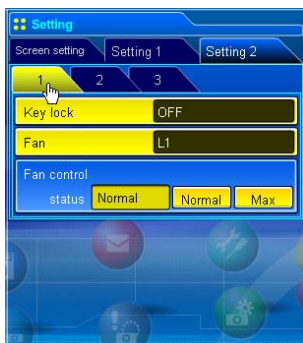 Setting
Screen setting Setting 1 Setting 2
1 2 3
Key lock OFF
Fan L1
Fan control
status Normal Normal Max